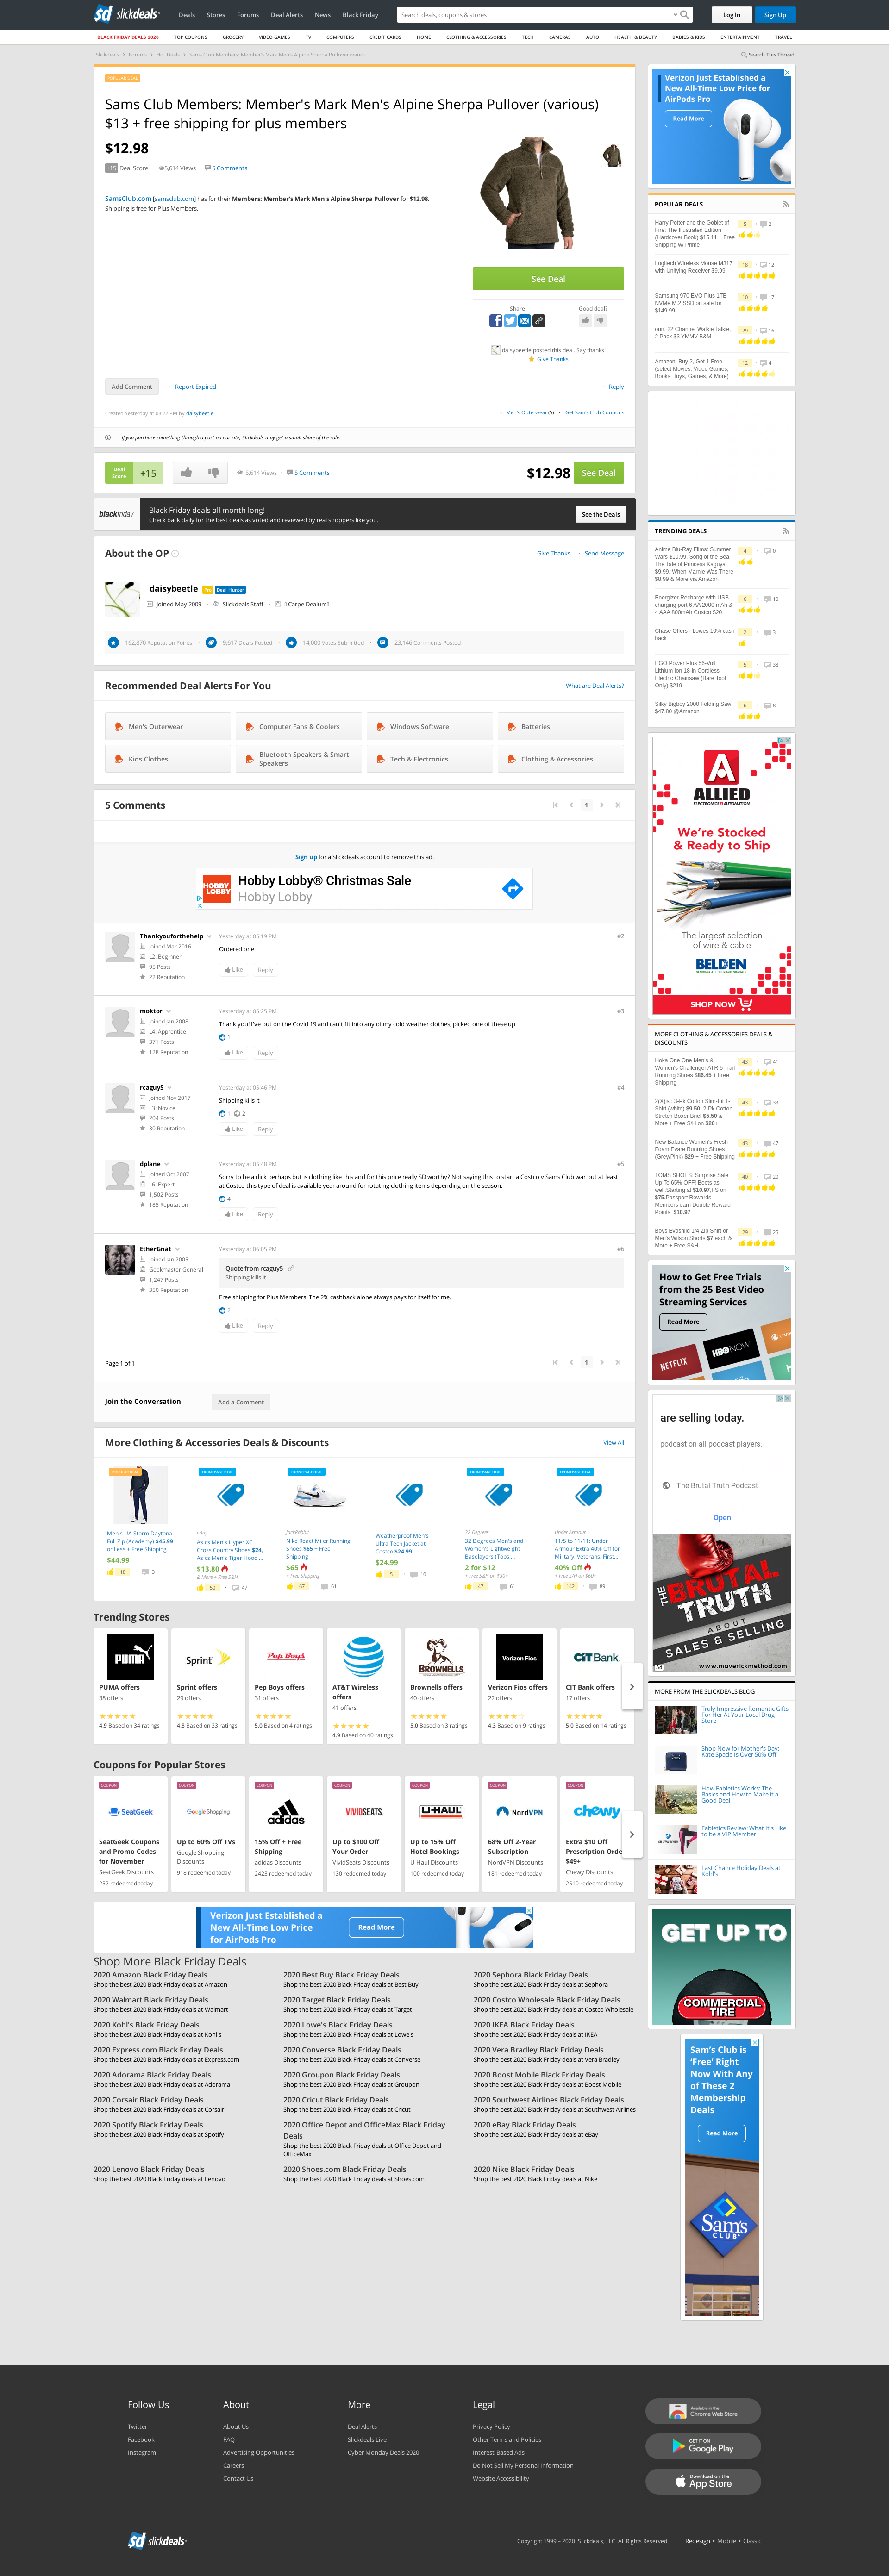 slickdeals
Deals Stores Forums Deal Alerts News Black Friday
Search deals, coupons & stores
Log In Sign Up
BLACK FRIDAY DEALS 2020 TOP COUPONS GROCERY VIDEO GAMES TV COMPUTERS CREDIT CARDS HOME CLOTHING & ACCESSORIES TECH CAMERAS AUTO HEALTH & BEAUTY BABIES & KIDS ENTERTAINMENT TRAVEL
Slickdeals Forums Hot Deals Sams Club Members: Member's Mark Men's Alpine Sherpa Pullover (variou...
Search This Thread
POPULAR DEAL
Sams Club Members: Member's Mark Men's Alpine Sherpa Pullover (various)
$13 + free shipping for plus members
$12.98
+15 Deal Score 5,614 Views 5 Comments
SamsClub.com [samsclub.com] has for their Members: Member's Mark Men's Alpine Sherpa Pullover for $12.98.
Shipping is free for Plus Members.
See Deal
Share Good deal?
daisybeetle posted this deal. Say thanks!
Give Thanks
Add Comment Report Expired Reply
Created Yesterday at 03:22 PM by daisybeetle
in Men's Outerwear (5) Get Sam's Club Coupons
If you purchase something through a post on our site, Slickdeals may get a small share of the sale.
Deal
Score
+15
5,614 Views 5 Comments
$12.98 See Deal
blackfriday
Black Friday deals all month long!
Check back daily for the best deals as voted and reviewed by real shoppers like you.
See the Deals
About the OP
Give Thanks Send Message
daisybeetle Pro Deal Hunter
Joined May 2009 Slickdeals Staff Carpe Dealum
162,870 Reputation Points 9,617 Deals Posted 14,000 Votes Submitted 23,146 Comments Posted
Recommended Deal Alerts For You
What are Deal Alerts?
Men's Outerwear Computer Fans & Coolers Windows Software Batteries
Kids Clothes Bluetooth Speakers & Smart Speakers Tech & Electronics Clothing & Accessories
5 Comments
1
Sign up for a Slickdeals account to remove this ad.
HOBBY LOBBY
Hobby Lobby® Christmas Sale
Hobby Lobby
Thankyouforthehelp
Joined Mar 2016
L2: Beginner
95 Posts
22 Reputation
Yesterday at 05:19 PM #2
Ordered one
Like Reply
moktor
Joined Jan 2008
L4: Apprentice
371 Posts
128 Reputation
Yesterday at 05:25 PM #3
Thank you! I've put on the Covid 19 and can't fit into any of my cold weather clothes, picked one of these up
1
Like Reply
rcaguy5
Joined Nov 2017
L3: Novice
204 Posts
30 Reputation
Yesterday at 05:46 PM #4
Shipping kills it
1 2
Like Reply
dplane
Joined Oct 2007
L6: Expert
1,502 Posts
185 Reputation
Yesterday at 05:48 PM #5
Sorry to be a dick perhaps but is clothing like this and for this price really SD worthy? Not saying this to start a Costco v Sams Club war but at least
at Costco this type of deal is available year around for rotating clothing items depending on the season.
4
Like Reply
EtherGnat
Joined Jan 2005
Geekmaster General
1,247 Posts
350 Reputation
Yesterday at 06:05 PM #6
Quote from rcaguy5
Shipping kills it
Free shipping for Plus Members. The 2% cashback alone always pays for itself for me.
2
Like Reply
Page 1 of 1
1
Join the Conversation Add a Comment
More Clothing & Accessories Deals & Discounts
View All
POPULAR DEAL
Men's UA Storm Daytona
Full Zip (Academy) $45.99
or Less + Free Shipping
$44.99
18 3
FRONTPAGE DEAL
eBay
Asics Men's Hyper XC
Cross Country Shoes $24,
Asics Men's Tiger Hoodi...
$13.80
& More + Free S&H
50 47
FRONTPAGE DEAL
JackRabbit
Nike React Miler Running
Shoes $65 + Free
Shipping
$65
+ Free Shipping
67 61
Weatherproof Men's
Ultra Tech Jacket at
Costco $24.99
$24.99
5 10
FRONTPAGE DEAL
32 Degrees
32 Degrees Men's and
Women's Lightweight
Baselayers (Tops,...
2 for $12
+ Free S&H on $30+
47 61
FRONTPAGE DEAL
Under Armour
11/5 to 11/11: Under
Armour Extra 40% Off for
Military, Veterans, First...
40% Off
+ Free S/H on $60+
142 89
Trending Stores
PUMA offers
38 offers
4.9 Based on 34 ratings
Sprint offers
29 offers
4.8 Based on 33 ratings
Pep Boys offers
31 offers
5.0 Based on 4 ratings
AT&T Wireless
offers
41 offers
4.9 Based on 40 ratings
Brownells offers
40 offers
5.0 Based on 3 ratings
Verizon Fios offers
22 offers
4.3 Based on 9 ratings
CIT Bank offers
17 offers
5.0 Based on 14 ratings
Coupons for Popular Stores
COUPON
SeatGeek
SeatGeek Coupons
and Promo Codes
for November
SeatGeek Discounts
252 redeemed today
COUPON
Google Shopping
Up to 60% Off TVs
Google Shopping
Discounts
918 redeemed today
COUPON
adidas
15% Off + Free
Shipping
adidas Discounts
2423 redeemed today
COUPON
VIVIDSEATS
Up to $100 Off
Your Order
VividSeats Discounts
130 redeemed today
COUPON
U-HAUL
Up to 15% Off
Hotel Bookings
U-Haul Discounts
100 redeemed today
COUPON
NordVPN
68% Off 2-Year
Subscription
NordVPN Discounts
181 redeemed today
COUPON
chewy
Extra $10 Off
Prescription Orde
$49+
Chewy Discounts
2510 redeemed today
Verizon Just Established a
New All-Time Low Price
for AirPods Pro
Read More
Shop More Black Friday Deals
2020 Amazon Black Friday Deals
Shop the best 2020 Black Friday deals at Amazon
2020 Best Buy Black Friday Deals
Shop the best 2020 Black Friday deals at Best Buy
2020 Sephora Black Friday Deals
Shop the best 2020 Black Friday deals at Sephora
2020 Walmart Black Friday Deals
Shop the best 2020 Black Friday deals at Walmart
2020 Target Black Friday Deals
Shop the best 2020 Black Friday deals at Target
2020 Costco Wholesale Black Friday Deals
Shop the best 2020 Black Friday deals at Costco Wholesale
2020 Kohl's Black Friday Deals
Shop the best 2020 Black Friday deals at Kohl's
2020 Lowe's Black Friday Deals
Shop the best 2020 Black Friday deals at Lowe's
2020 IKEA Black Friday Deals
Shop the best 2020 Black Friday deals at IKEA
2020 Express.com Black Friday Deals
Shop the best 2020 Black Friday deals at Express.com
2020 Converse Black Friday Deals
Shop the best 2020 Black Friday deals at Converse
2020 Vera Bradley Black Friday Deals
Shop the best 2020 Black Friday deals at Vera Bradley
2020 Adorama Black Friday Deals
Shop the best 2020 Black Friday deals at Adorama
2020 Groupon Black Friday Deals
Shop the best 2020 Black Friday deals at Groupon
2020 Boost Mobile Black Friday Deals
Shop the best 2020 Black Friday deals at Boost Mobile
2020 Corsair Black Friday Deals
Shop the best 2020 Black Friday deals at Corsair
2020 Cricut Black Friday Deals
Shop the best 2020 Black Friday deals at Cricut
2020 Southwest Airlines Black Friday Deals
Shop the best 2020 Black Friday deals at Southwest Airlines
2020 Spotify Black Friday Deals
Shop the best 2020 Black Friday deals at Spotify
2020 Office Depot and OfficeMax Black Friday
Deals
Shop the best 2020 Black Friday deals at Office Depot and
OfficeMax
2020 eBay Black Friday Deals
Shop the best 2020 Black Friday deals at eBay
2020 Lenovo Black Friday Deals
Shop the best 2020 Black Friday deals at Lenovo
2020 Shoes.com Black Friday Deals
Shop the best 2020 Black Friday deals at Shoes.com
2020 Nike Black Friday Deals
Shop the best 2020 Black Friday deals at Nike
Verizon Just Established a
New All-Time Low Price for
AirPods Pro
Read More
POPULAR DEALS
Harry Potter and the Goblet of
Fire: The Illustrated Edition
(Hardcover Book) $15.11 + Free
Shipping w/ Prime
5 2
Logitech Wireless Mouse M317
with Unifying Receiver $9.99
18 12
Samsung 970 EVO Plus 1TB
NVMe M.2 SSD on sale for
$149.99
10 17
onn. 22 Channel Walkie Talkie,
2 Pack $3 YMMV B&M
29 16
Amazon: Buy 2, Get 1 Free
(select Movies, Video Games,
Books, Toys, Games, & More)
12 4
TRENDING DEALS
Anime Blu-Ray Films: Summer
Wars $10.99, Song of the Sea,
The Tale of Princess Kaguya
$9.99, When Marnie Was There
$8.99 & More via Amazon
4 0
Energizer Recharge with USB
charging port 6 AA 2000 mAh &
4 AAA 800mAh Costco $20
6 10
Chase Offers - Lowes 10% cash
back
2 3
EGO Power Plus 56-Volt
Lithium Ion 18-in Cordless
Electric Chainsaw (Bare Tool
Only) $219
5 38
Silky Bigboy 2000 Folding Saw
$47.80 @Amazon
6 8
ALLIED
ELECTRONICS & AUTOMATION
We're Stocked
& Ready to Ship
The largest selection
of wire & cable
BELDEN
SHOP NOW
MORE CLOTHING & ACCESSORIES DEALS &
DISCOUNTS
Hoka One One Men's &
Women's Challenger ATR 5 Trail
Running Shoes $86.45 + Free
Shipping
43 41
2(X)ist: 3-Pk Cotton Slim-Fit T-
Shirt (white) $9.50, 2-Pk Cotton
Stretch Boxer Brief $5.50 &
More + Free S/H on $20+
43 33
New Balance Women's Fresh
Foam Evare Running Shoes
(Grey/Pink) $29 + Free Shipping
43 47
TOMS SHOES: Surprise Sale
Up To 65% OFF! Boots as
well.Starting at $10.97,FS on
$75.Passport Rewards
Members earn Double Reward
Points. $10.97
40 20
Boys Evoshild 1/4 Zip Shirt or
Men's Wilson Shorts $7 each &
More + Free S&H
29 25
How to Get Free Trials
from the 25 Best Video
Streaming Services
Read More
NETFLIX HBO NOW
are selling today.
podcast on all podcast players.
The Brutal Truth Podcast
Open
THE BRUTAL TRUTH
ABOUT
SALES & SELLING
Ad www.maverickmethod.com
MORE FROM THE SLICKDEALS BLOG
Truly Impressive Romantic Gifts
For Her At Your Local Drug
Store
Shop Now for Mother's Day:
Kate Spade Is Over 50% Off
How Fabletics Works: The
Basics and How to Make it a
Good Deal
Fabletics Review: What It's Like
to be a VIP Member
Last Chance Holiday Deals at
Kohl's
GET UP TO
COMMERCIAL
TIRE
Sam's Club is
'Free' Right
Now With Any
of These 2
Membership
Deals
Read More
Sam's
CLUB
Follow Us
Twitter
Facebook
Instagram
About
About Us
FAQ
Advertising Opportunities
Careers
Contact Us
More
Deal Alerts
Slickdeals Live
Cyber Monday Deals 2020
Legal
Privacy Policy
Other Terms and Policies
Interest-Based Ads
Do Not Sell My Personal Information
Website Accessibility
Available in the
Chrome Web Store
GET IT ON
Google Play
Download on the
App Store
slickdeals
Copyright 1999 - 2020. Slickdeals, LLC. All Rights Reserved. Redesign • Mobile • Classic